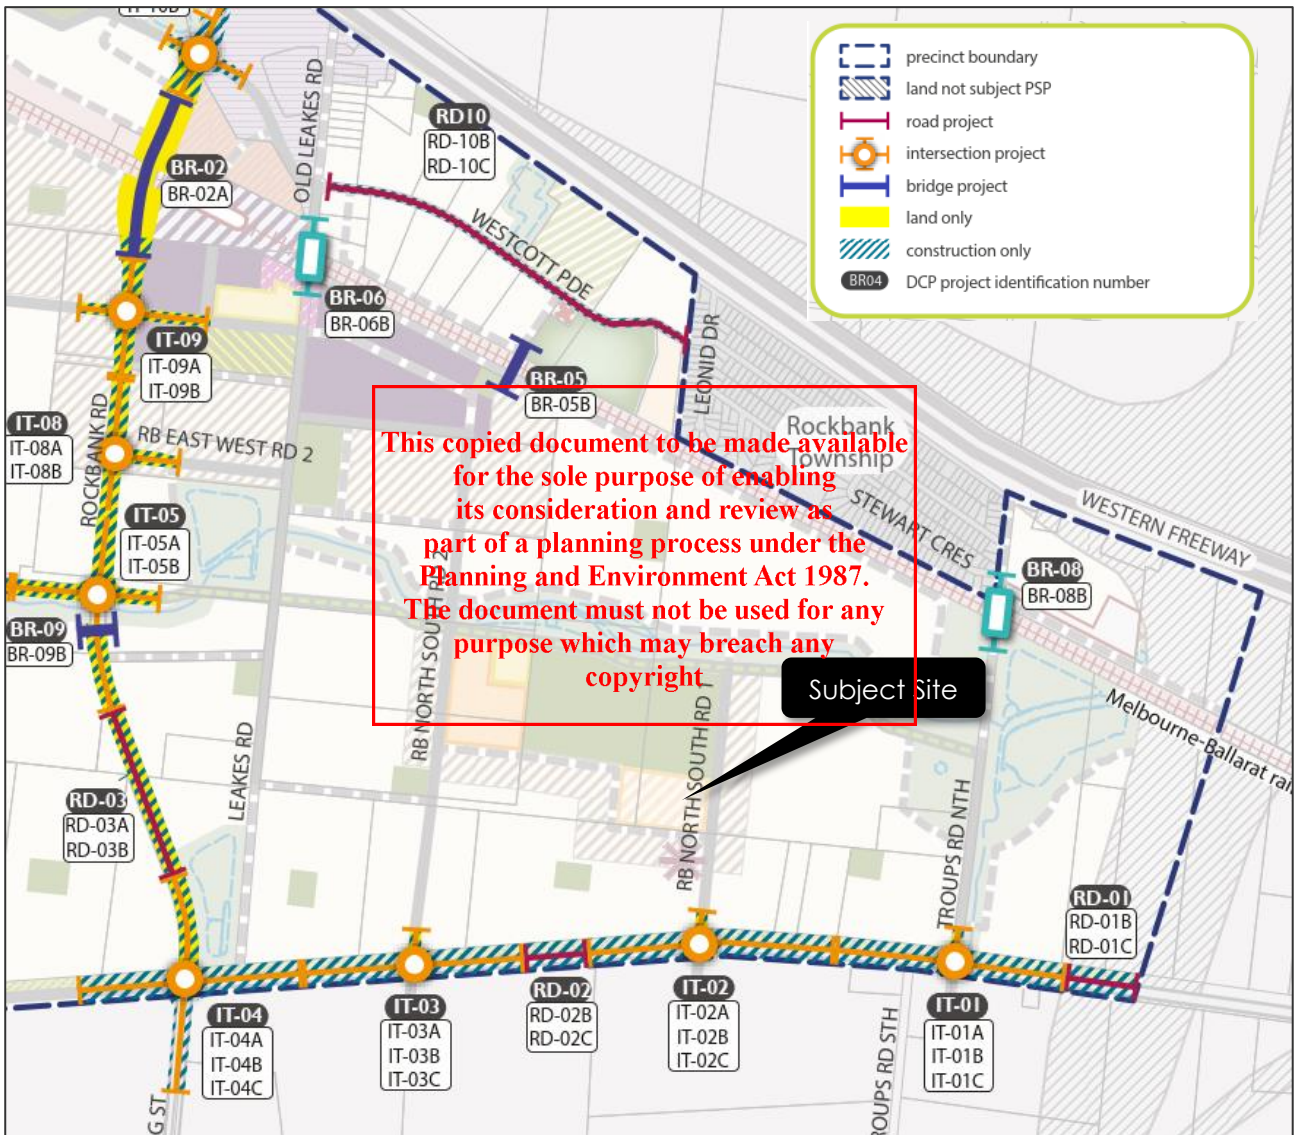 IT-10B
precinct boundary
land not subject PSP
road project
intersection project
bridge project
land only
construction only
BR04
DCP project identification number
RD10
RD-10B
RD-10C
OLD LEAKES RD
BR-02
BR-02A
WESTCOTT PDE
BR-06
BR-06B
LEONID DR
IT-09
IT-09A
IT-09B
BR-05
BR-05B
ROCKBANK RD
IT-08
IT-08A
IT-08B
RB EAST WEST RD 2
Rockbank
Township
This copied document to be made available
for the sole purpose of enabling
its consideration and review as
part of a planning process under the
Planning and Environment Act 1987.
The document must not be used for any
purpose which may breach any
copyright
STEWART CRES
WESTERN FREEWAY
IT-05
IT-05A
IT-05B
BR-08
BR-08B
BR-09
BR-09B
RB NORTH SOUTH RD 2
Subject Site
RB NORTH SOUTH RD 1
Melbourne-Ballarat rail
LEAKES RD
RD-03
RD-03A
RD-03B
TROUPS RD NTH
RD-01
RD-01B
RD-01C
IT-04
IT-04A
IT-04B
IT-04C
IT-03
IT-03A
IT-03B
IT-03C
RD-02
RD-02B
RD-02C
IT-02
IT-02A
IT-02B
IT-02C
IT-01
IT-01A
IT-01B
IT-01C
G ST
ROUPS RD STH